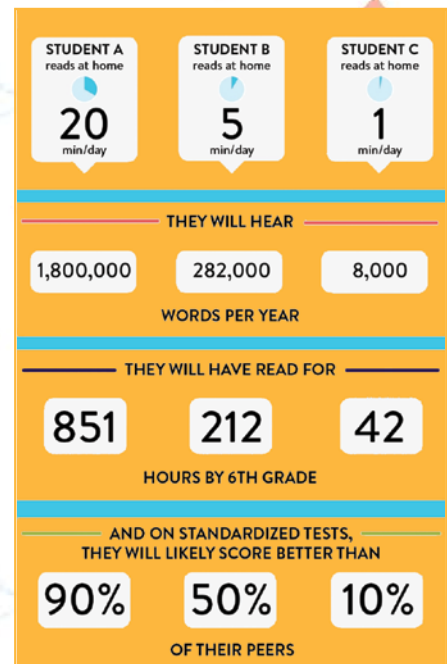 STUDENT A
reads at home
20
min/day
STUDENT B
reads at home
5
min/day
STUDENT C
reads at home
1
min/day
THEY WILL HEAR
1,800,000 282,000 8,000
WORDS PER YEAR
THEY WILL HAVE READ FOR
851 212 42
HOURS BY 6TH GRADE
AND ON STANDARDIZED TESTS,
THEY WILL LIKELY SCORE BETTER THAN
90% 50% 10%
OF THEIR PEERS